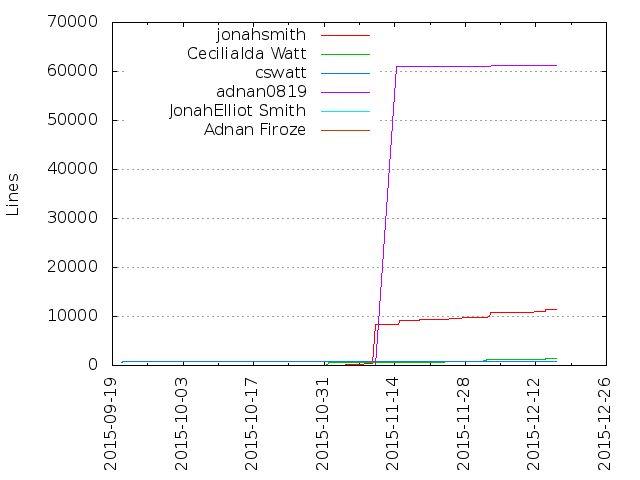 70000
60000
50000
40000
30000
20000
10000
0
Lines
jonahsmith
CeciliaIda Watt
cswatt
adnan0819
JonahElliot Smith
Adnan Firoze
2015-09-19
2015-10-03
2015-10-17
2015-10-31
2015-11-14
2015-11-28
2015-12-12
2015-12-26